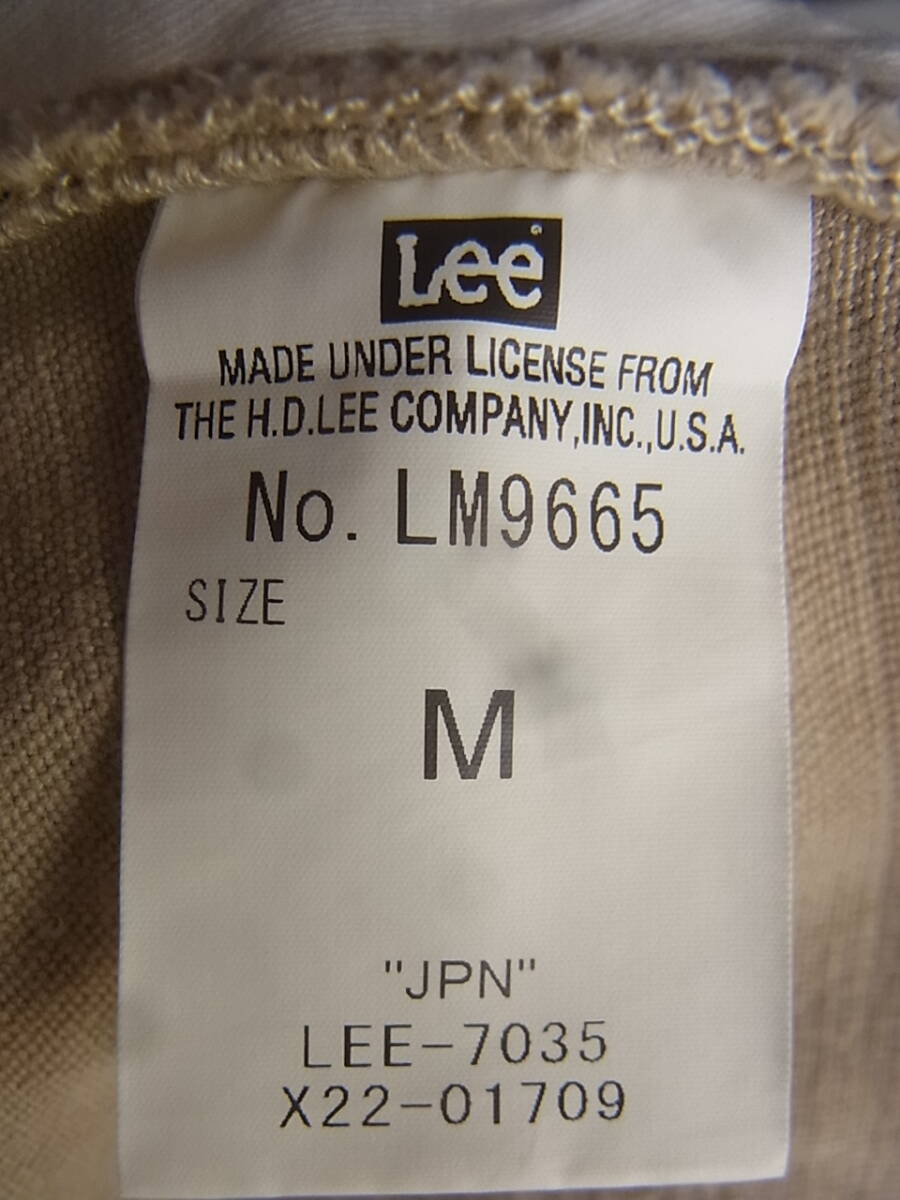 Lee
MADE UNDER LICENSE FROM
THE H.D.LEE COMPANY,INC.,U.S.A.
No. LM9665
SIZE
M
"JPN"
LEE-7035
X22-01709